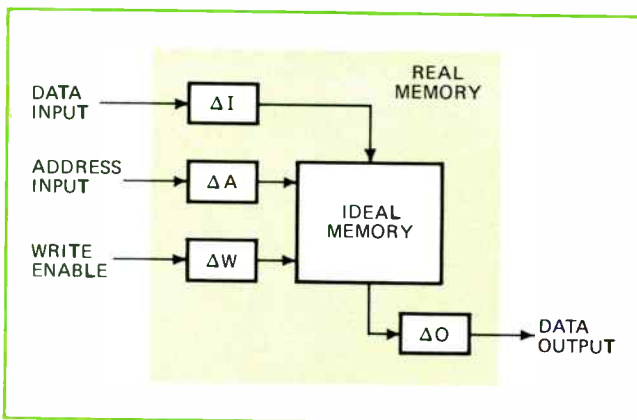 REAL
MEMORY
DATA
INPUT
ΔI
ADDRESS
INPUT
ΔA
IDEAL
MEMORY
WRITE
ENABLE
ΔW
ΔO
DATA
OUTPUT